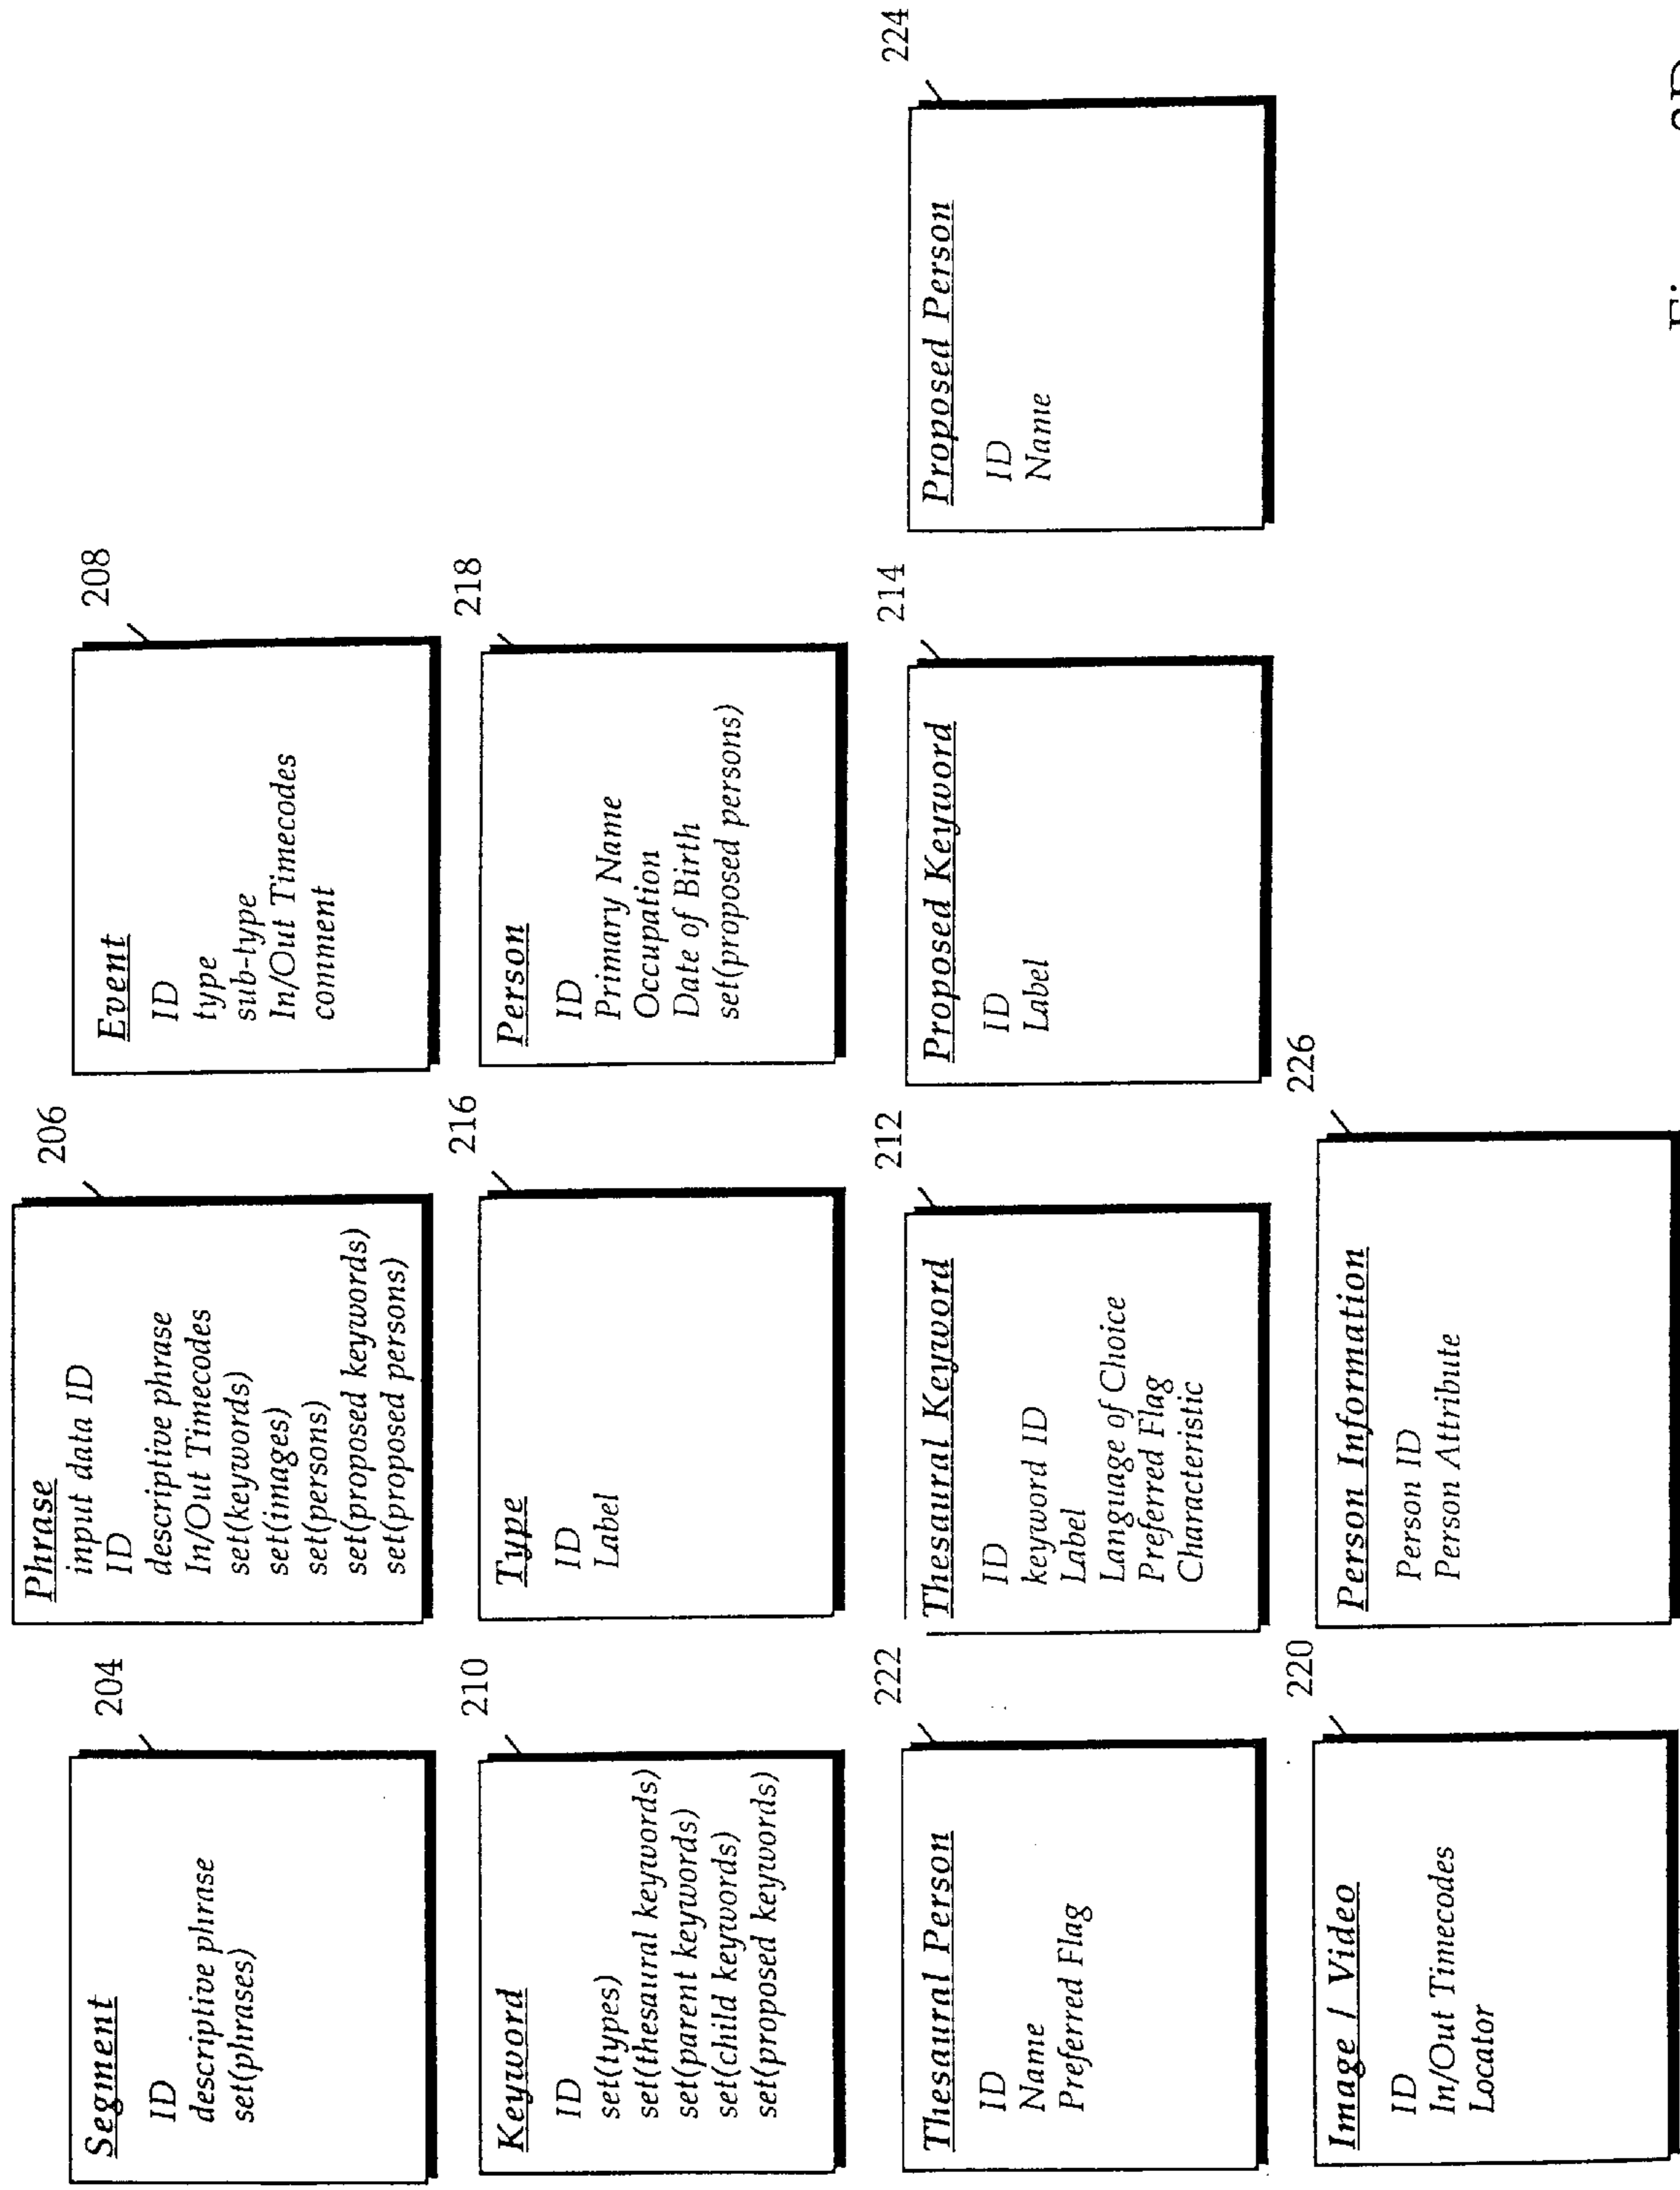 204
Segment
ID
descriptive phrase
set(phrases)
206
Phrase
input data ID
ID
descriptive phrase
In/Out Timecodes
set(keywords)
set(images)
set(persons)
set(proposed keywords)
set(proposed persons)
208
Event
ID
type
sub-type
In/Out Timecodes
comment
210
Keyword
ID
set(types)
set(thesaural keywords)
set(parent keywords)
set(child keywords)
set(proposed keywords)
216
Type
ID
Label
218
Person
ID
Primary Name
Occupation
Date of Birth
set(proposed persons)
222
Thesaural Person
ID
Name
Preferred Flag
212
Thesaural Keyword
ID
keyword ID
Label
Language of Choice
Preferred Flag
Characteristic
214
Proposed Keyword
ID
Label
224
Proposed Person
ID
Name
220
Image / Video
ID
In/Out Timecodes
Locator
226
Person Information
Person ID
Person Attribute